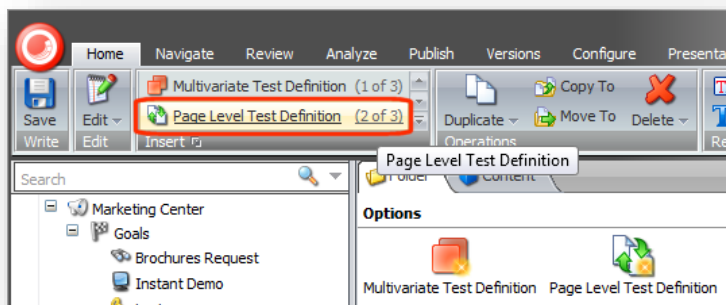 Home Navigate Review Analyze Publish Versions Configure Presenta
Multivariate Test Definition (1 of 3)
Page Level Test Definition (2 of 3)
Save Edit Duplicate Copy To Move To Delete
Write Edit Insert Operations Re
Page Level Test Definition
Search
Folder Content
Marketing Center
Goals
Brochures Request
Instant Demo
Options
Multivariate Test Definition Page Level Test Definition